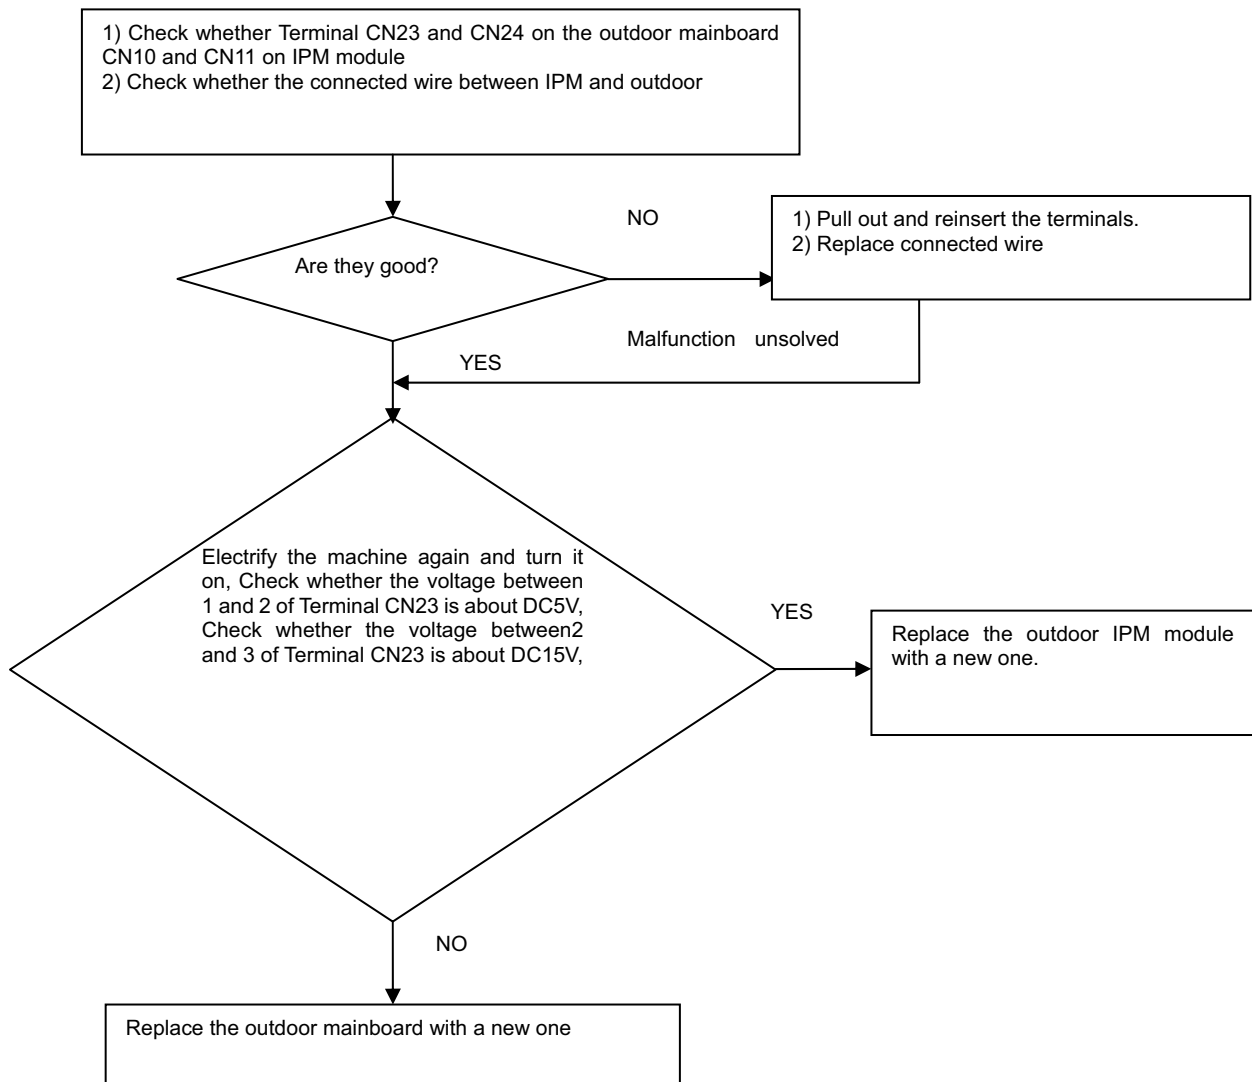 1) Check whether Terminal CN23 and CN24 on the outdoor mainboard
CN10 and CN11 on IPM module
2) Check whether the connected wire between IPM and outdoor
NO
1) Pull out and reinsert the terminals.
2) Replace connected wire
Are they good?
Malfunction unsolved
YES
Electrify the machine again and turn it
on, Check whether the voltage between
1 and 2 of Terminal CN23 is about DC5V,
Check whether the voltage between2
and 3 of Terminal CN23 is about DC15V,
YES
Replace the outdoor IPM module
with a new one.
NO
Replace the outdoor mainboard with a new one